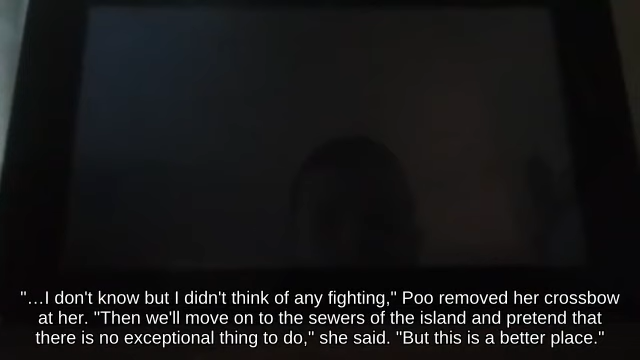 "…I don't know but I didn't think of any fighting," Poo removed her crossbow
at her. "Then we'll move on to the sewers of the island and pretend that
there is no exceptional thing to do," she said. "But this is a better place."